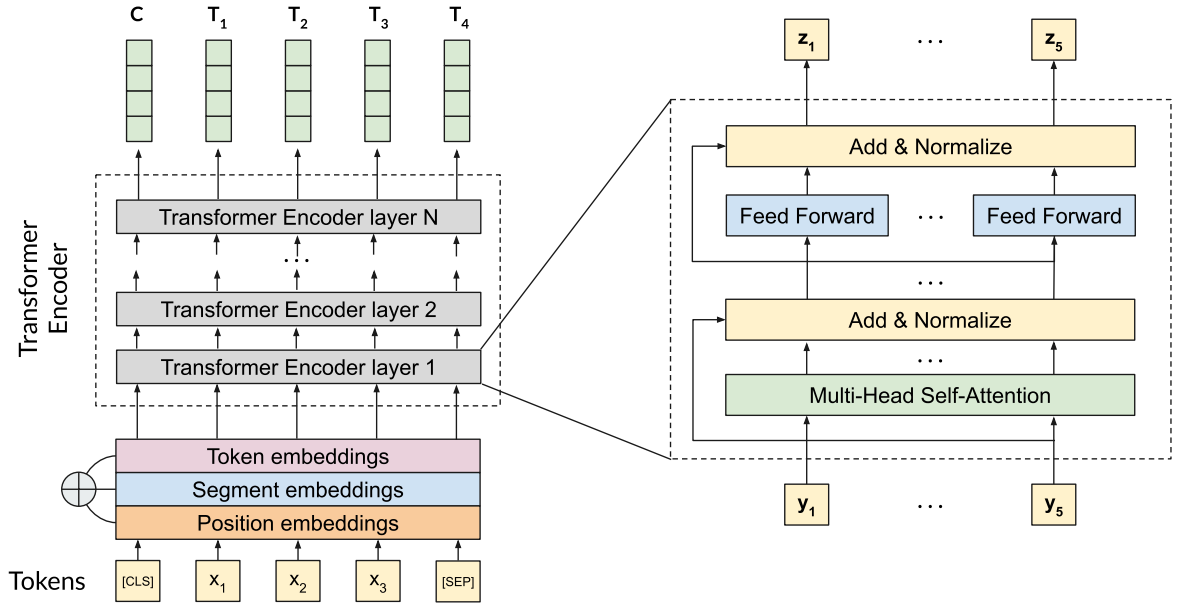 C T1 T2 T3 T4
Transformer Encoder
Transformer Encoder layer N
...
Transformer Encoder layer 2
Transformer Encoder layer 1
Token embeddings
Segment embeddings
Position embeddings
Tokens [CLS] x1 x2 x3 [SEP]
z1 ... z5
Add & Normalize
Feed Forward ... Feed Forward
...
Add & Normalize
...
Multi-Head Self-Attention
y1 ... y5